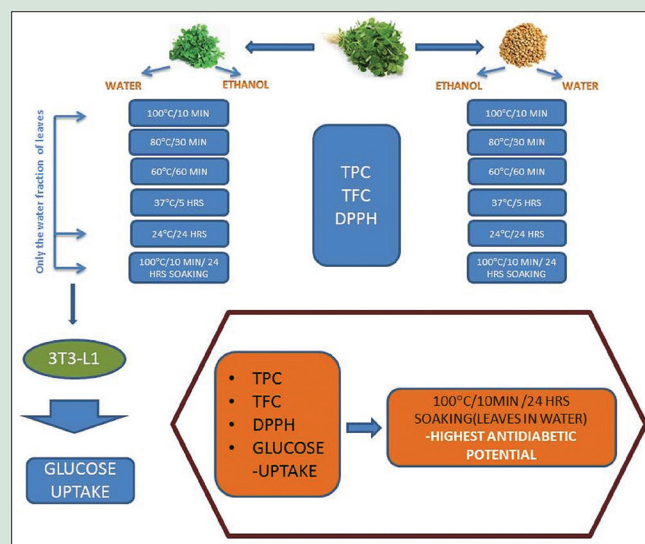 WATER
ETHANOL
ETHANOL
WATER
Only the water fraction of leaves
100°C/10 MIN
80°C/30 MIN
60°C/60 MIN
37°C/5 HRS
24°C/24 HRS
100°C/10 MIN/ 24
HRS SOAKING
TPC
TFC
DPPH
100°C/10 MIN
80°C/30 MIN
60°C/60 MIN
37°C/5 HRS
24°C/24 HRS
100°C/10 MIN/ 24
HRS SOAKING
3T3-L1
GLUCOSE
UPTAKE
• TPC
• TFC
• DPPH
• GLUCOSE
-UPTAKE
100°C/10MIN /24 HRS
SOAKING(LEAVES IN WATER)
-HIGHEST ANTIDIABETIC
POTENTIAL